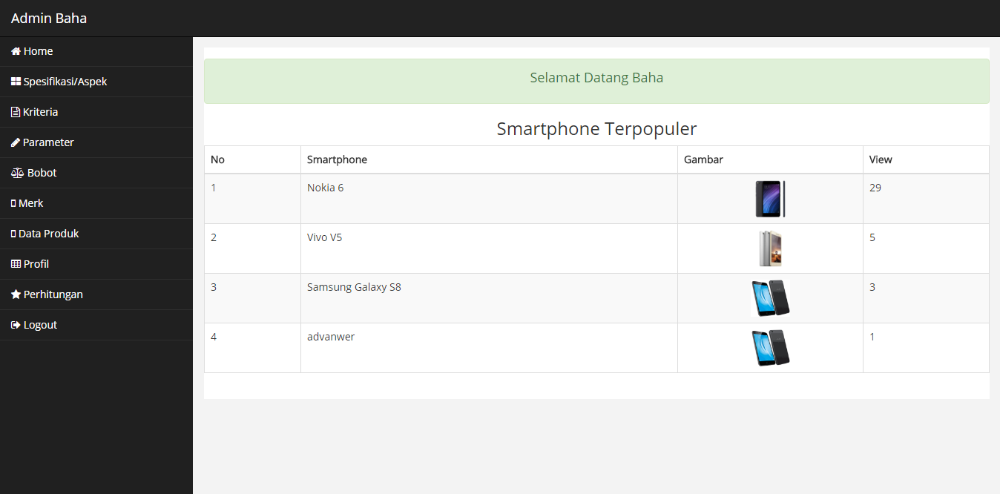 Admin Baha
Home
Spesifikasi/Aspek
Kriteria
Parameter
Bobot
Merk
Data Produk
Profil
Perhitungan
Logout
Selamat Datang Baha
Smartphone Terpopuler
No Smartphone Gambar View
1 Nokia 6 29
2 Vivo V5 5
3 Samsung Galaxy S8 3
4 advanwer 1